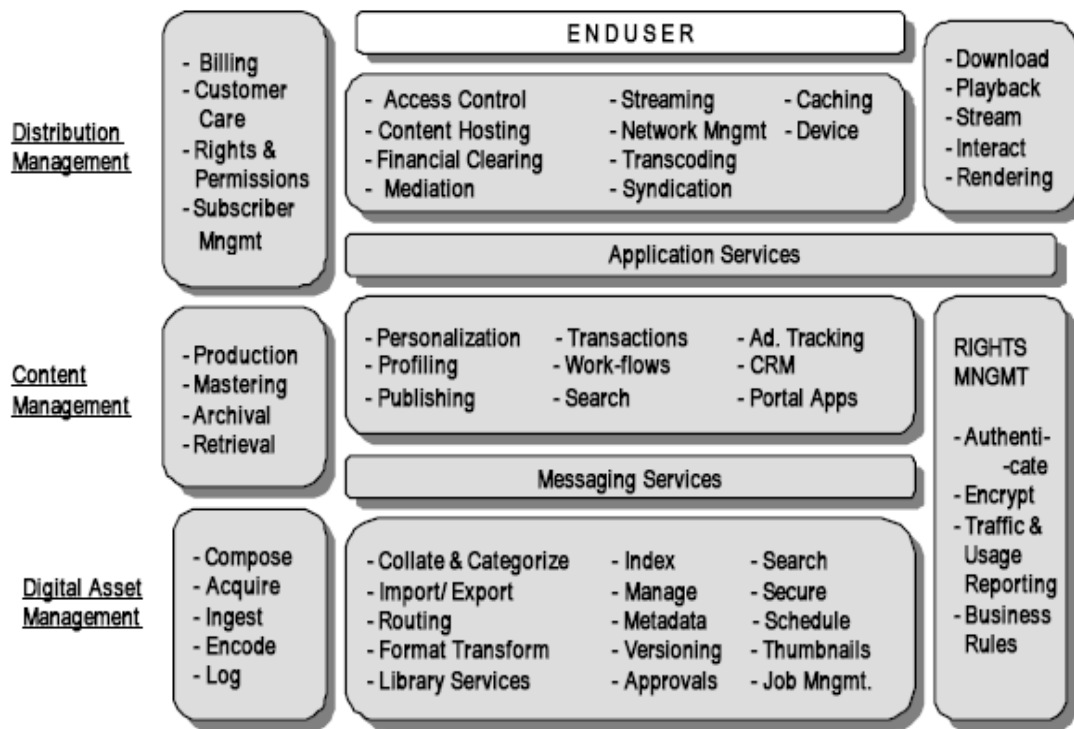 ENDUSER
Distribution
Management
- Billing
- Customer
Care
- Rights &
Permissions
- Subscriber
Mngmt
- Access Control
- Content Hosting
- Financial Clearing
- Mediation
- Streaming
- Network Mngmt
- Transcoding
- Syndication
- Caching
- Device
- Download
- Playback
- Stream
- Interact
- Rendering
Application Services
Content
Management
- Production
- Mastering
- Archival
- Retrieval
- Personalization
- Profiling
- Publishing
- Transactions
- Work-flows
- Search
- Ad. Tracking
- CRM
- Portal Apps
RIGHTS
MNGMT
- Authenti-
-cate
- Encrypt
- Traffic &
Usage
Reporting
- Business
Rules
Messaging Services
Digital Asset
Management
- Compose
- Acquire
- Ingest
- Encode
- Log
- Collate & Categorize
- Import/ Export
- Routing
- Format Transform
- Library Services
- Index
- Manage
- Metadata
- Versioning
- Approvals
- Search
- Secure
- Schedule
- Thumbnails
- Job Mngmt.